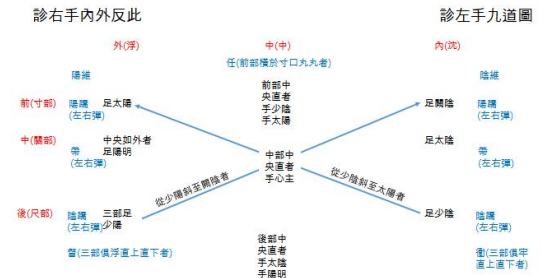 診右手內外反此
診左手九道圖
外(浮)
中(中)
內(沈)
任(前部橫於寸口丸丸者)
陽維
陰維
前(寸部)
陽蹻
(左右彈)
足太陽
前部中
央直者
手少陰
手太陽
足關陰
陽蹻
(左右彈)
中(關部)
帶
(左右彈)
中央如外者
足陽明
中部中
央直者
手心主
足太陰
帶
(左右彈)
從少陽斜至關陰者
從少陰斜至太陽者
後(尺部)
陰蹻
(左右彈)
三部足
少陽
足少陰
陰蹻
(左右彈)
督(三部俱浮直上直下者)
後部中
央直者
手太陰
手陽明
衝(三部俱牢
直上直下者)